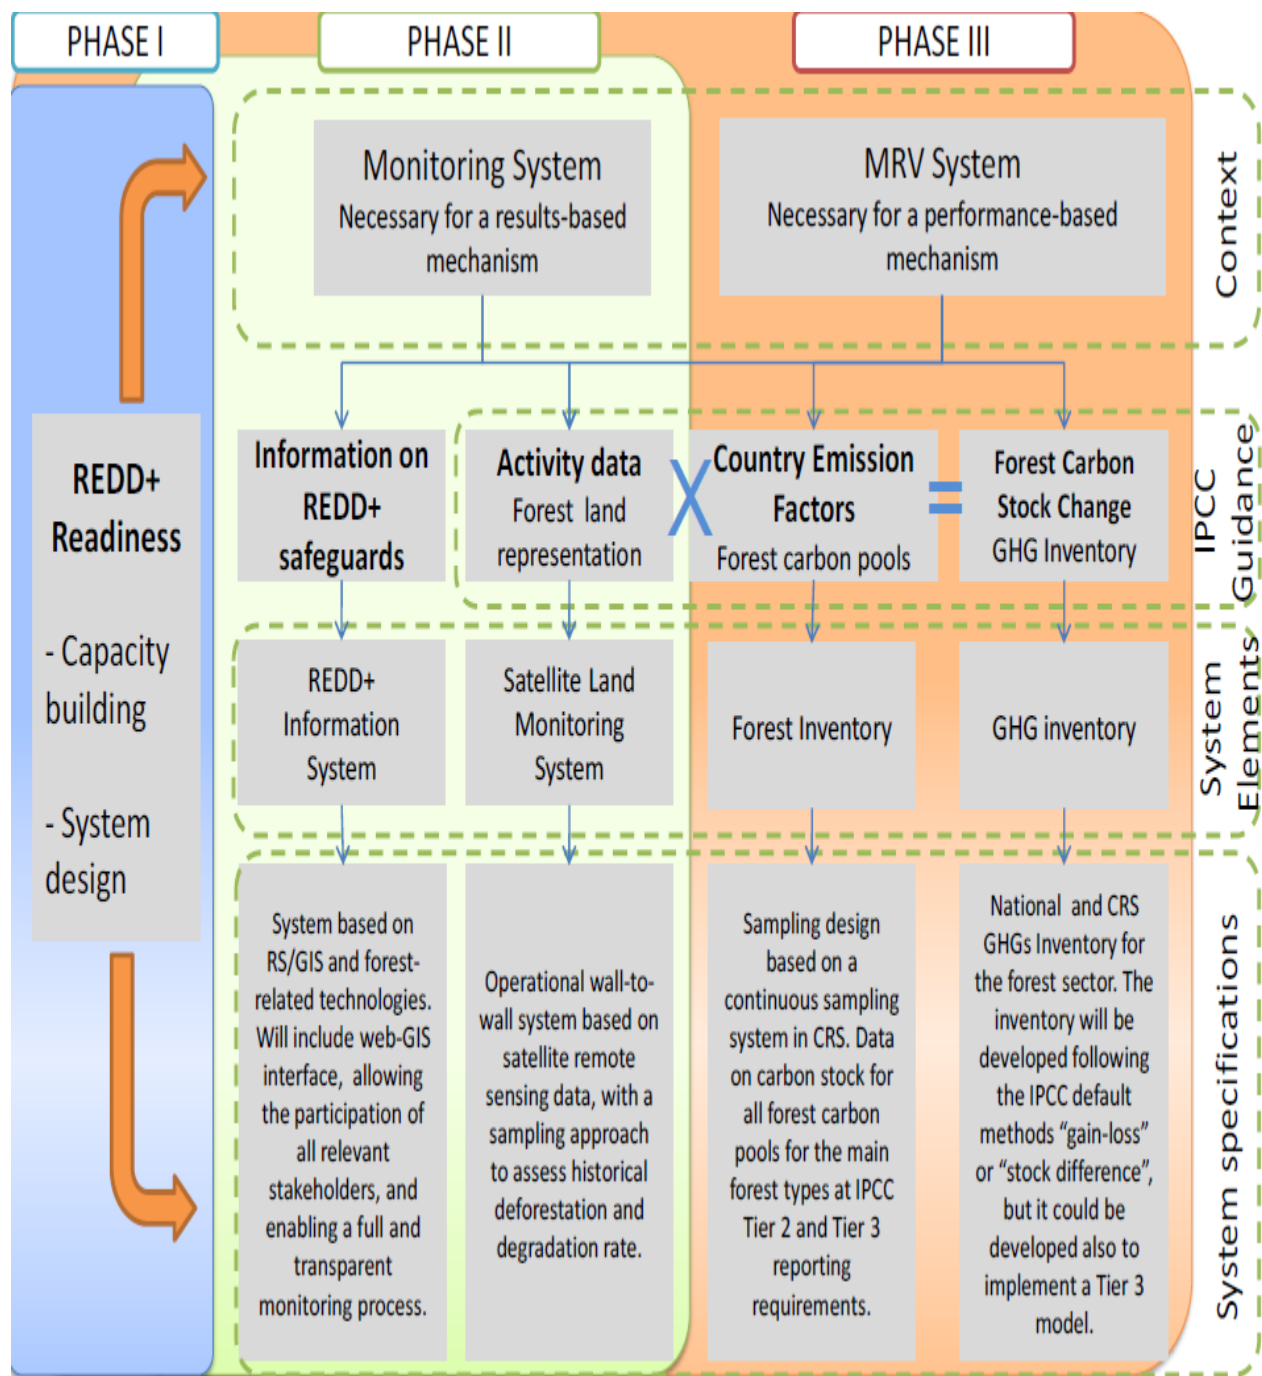 PHASE I
PHASE II
PHASE III
Monitoring System
Necessary for a results-based
mechanism
MRV System
Necessary for a performance-based
mechanism
Context
REDD+
Readiness
- Capacity
building
- System
design
Information on
REDD+
safeguards
Activity data
Forest land
representation
X
Country Emission
Factors
Forest carbon pools
=
Forest Carbon
Stock Change
GHG Inventory
IPCC
Guidance
REDD+
Information
System
Satellite Land
Monitoring
System
Forest Inventory
GHG inventory
System
Elements
System based on
RS/GIS and forest-
related technologies.
Will include web-GIS
interface, allowing
the participation of
all relevant
stakeholders, and
enabling a full and
transparent
monitoring process.
Operational wall-to-
wall system based on
satellite remote
sensing data, with a
sampling approach
to assess historical
deforestation and
degradation rate.
Sampling design
based on a
continuous sampling
system in CRS. Data
on carbon stock for
all forest carbon
pools for the main
forest types at IPCC
Tier 2 and Tier 3
reporting
requirements.
National and CRS
GHGs Inventory for
the forest sector. The
inventory will be
developed following
the IPCC default
methods “gain-loss”
or “stock difference”,
but it could be
developed also to
implement a Tier 3
model.
System specifications